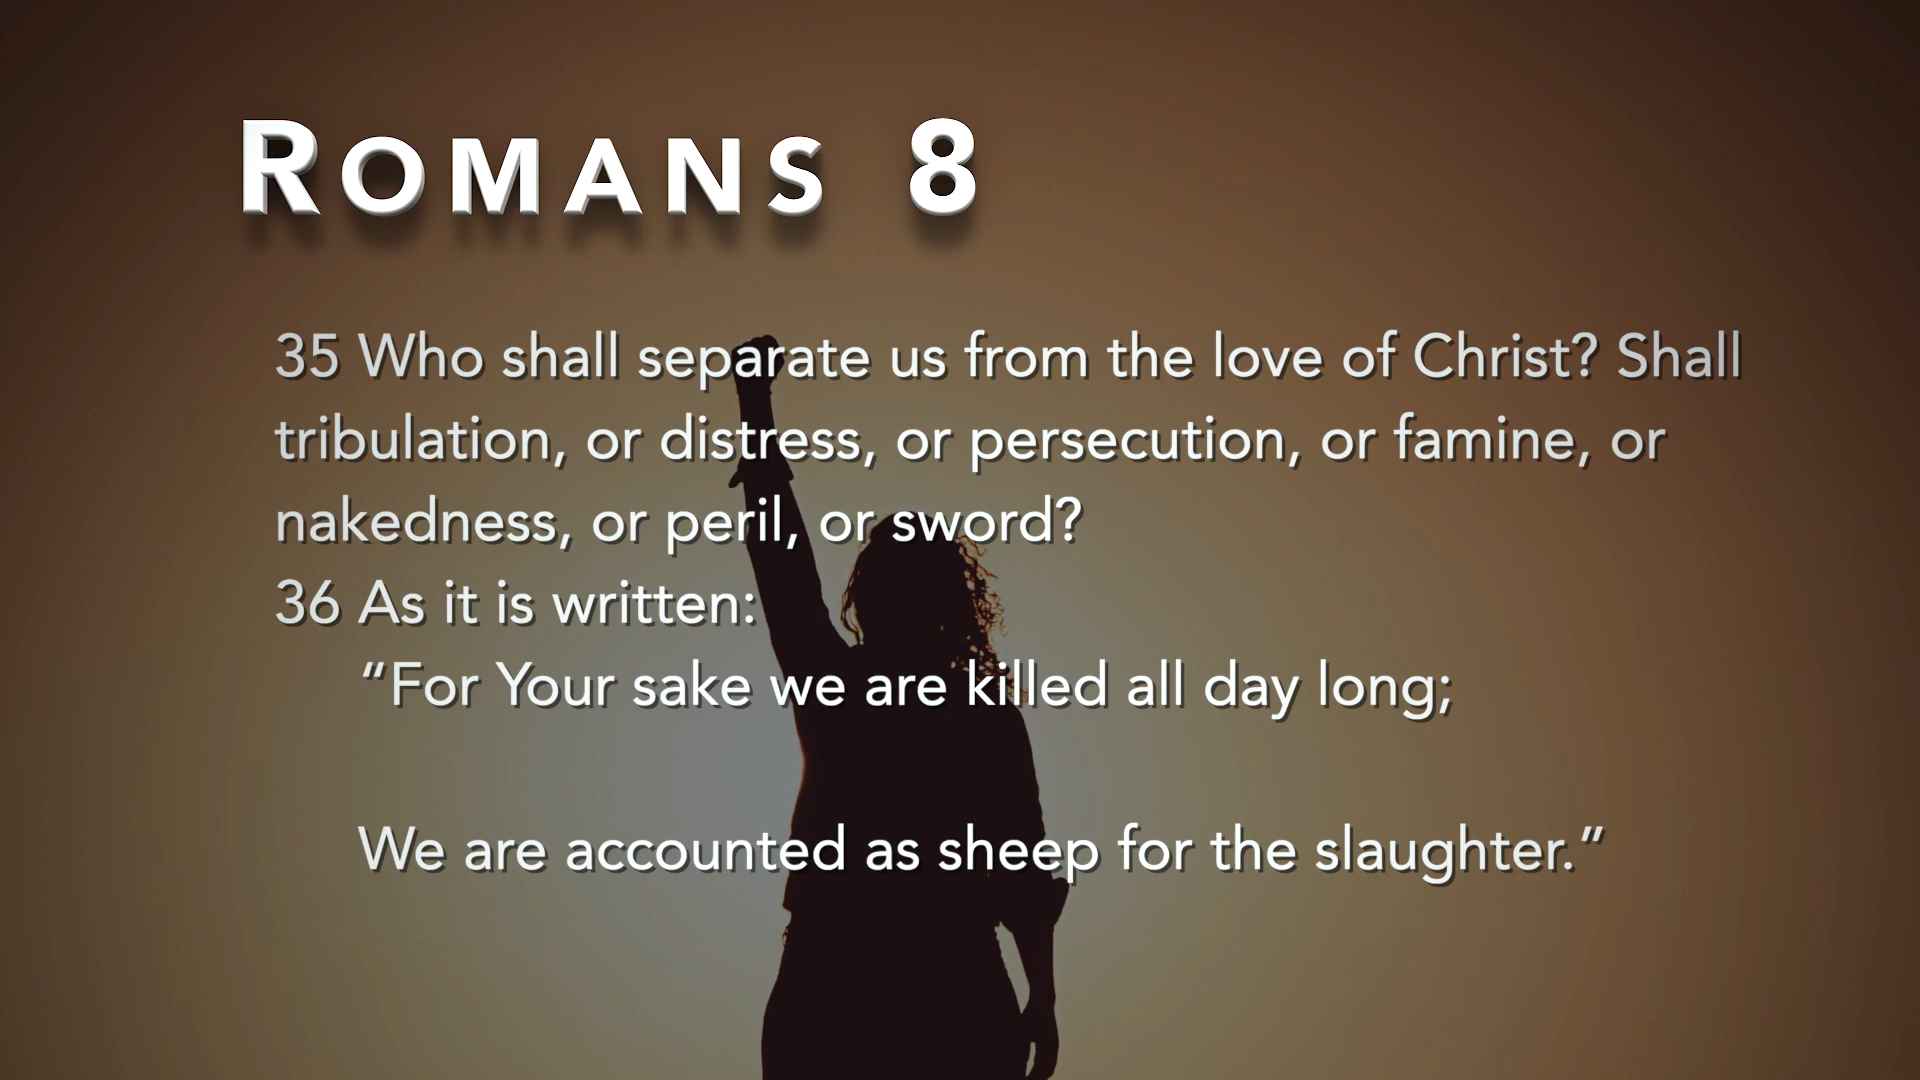 ROMANS 8
35 Who shall separate us from the love of Christ? Shall
tribulation, or distress, or persecution, or famine, or
nakedness, or peril, or sword?
36 As it is written:
“For Your sake we are killed all day long;
We are accounted as sheep for the slaughter.”